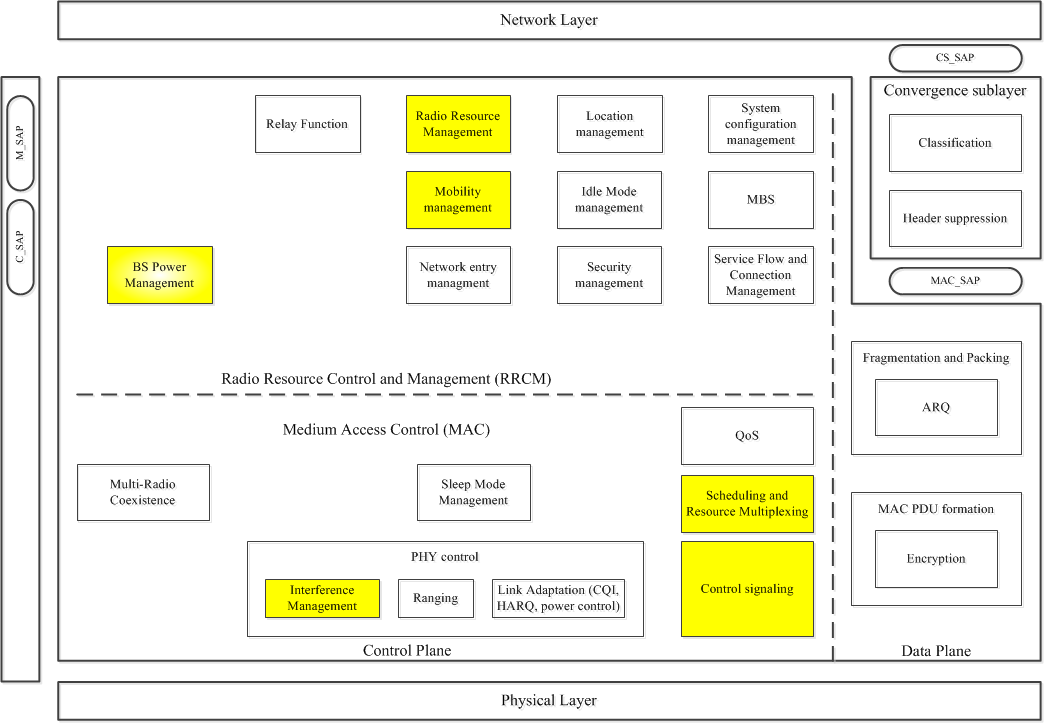 Network Layer
CS_SAP
M_SAP
C_SAP
Convergence sublayer
Classification
Header suppression
MAC_SAP
Relay Function
Radio Resource
Management
Location
management
System
configuration
management
Mobility
management
Idle Mode
management
MBS
BS Power
Management
Network entry
managment
Security
management
Service Flow and
Connection
Management
Radio Resource Control and Management (RRCM)
Medium Access Control (MAC)
QoS
Multi-Radio
Coexistence
Sleep Mode
Management
Scheduling and
Resource Multiplexing
PHY control
Interference
Management
Ranging
Link Adaptation (CQI,
HARQ, power control)
Control signaling
Control Plane
Fragmentation and Packing
ARQ
MAC PDU formation
Encryption
Data Plane
Physical Layer